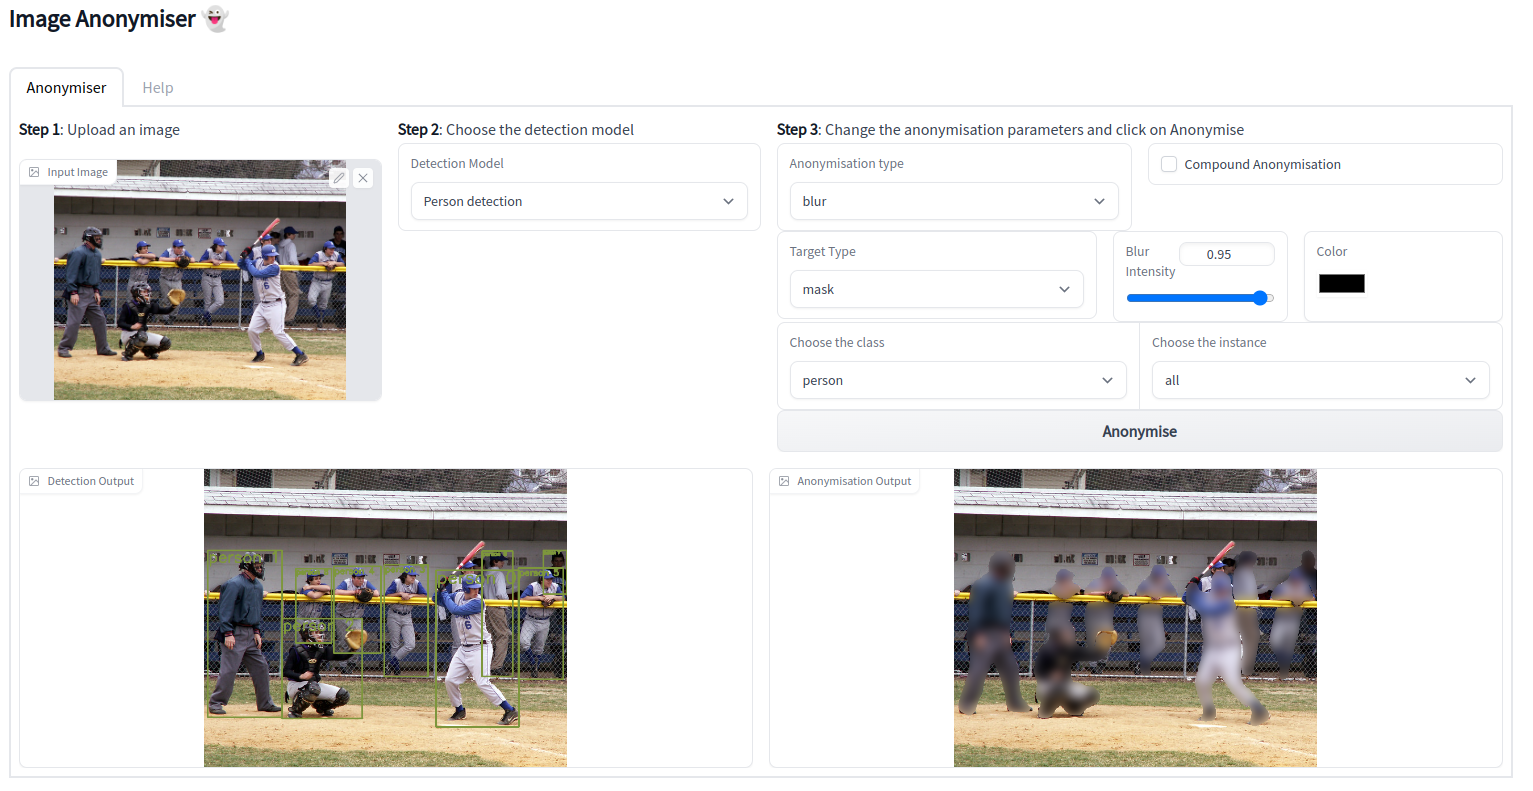 Image Anonymiser 👻
Anonymiser
Help
Step 1: Upload an image
Step 2: Choose the detection model
Step 3: Change the anonymisation parameters and click on Anonymise
Input Image
Detection Model
Person detection
Anonymisation type
blur
Compound Anonymisation
Target Type
mask
Blur
Intensity
0.95
Color
Choose the class
person
Choose the instance
all
Anonymise
Detection Output
person
person
person
6
Anonymisation Output